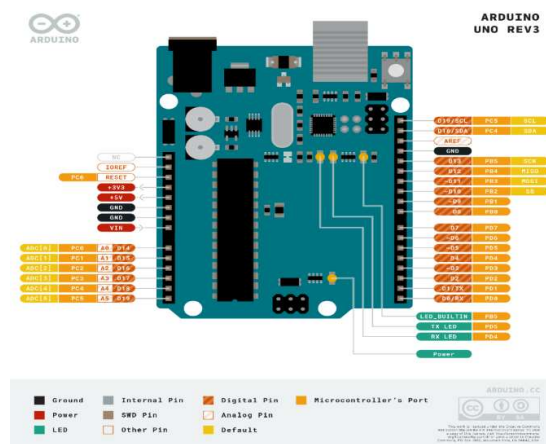 ARDUINO
ARDUINO
UNO REV3
NC
IOREF
PC6 RESET
+3V3
+5V
GND
GND
VIN
ADC[0] PC0 A0 D14
ADC[1] PC1 A1 D15
ADC[2] PC2 A2 D16
ADC[3] PC3 A3 D17
ADC[4] PC4 A4 D18
ADC[5] PC5 A5 D19
D19/SCL PC5 SCL
D18/SDA PC4 SDA
AREF
GND
D13 PB5 SCK
D12 PB4 MISO
~D11 PB3 MOSI
~D10 PB2 SS
~D9 PB1
D8 PB0
D7 PD7
~D6 PD6
~D5 PD5
D4 PD4
~D3 PD3
D2 PD2
D1/TX PD1
D0/RX PD0
LED_BUILTIN PB5
TX LED PD5
RX LED PD4
Power
Ground
Power
LED
Internal Pin
SWD Pin
Other Pin
Digital Pin
Analog Pin
Default
Microcontroller's Port
ARDUINO.CC
BY SA